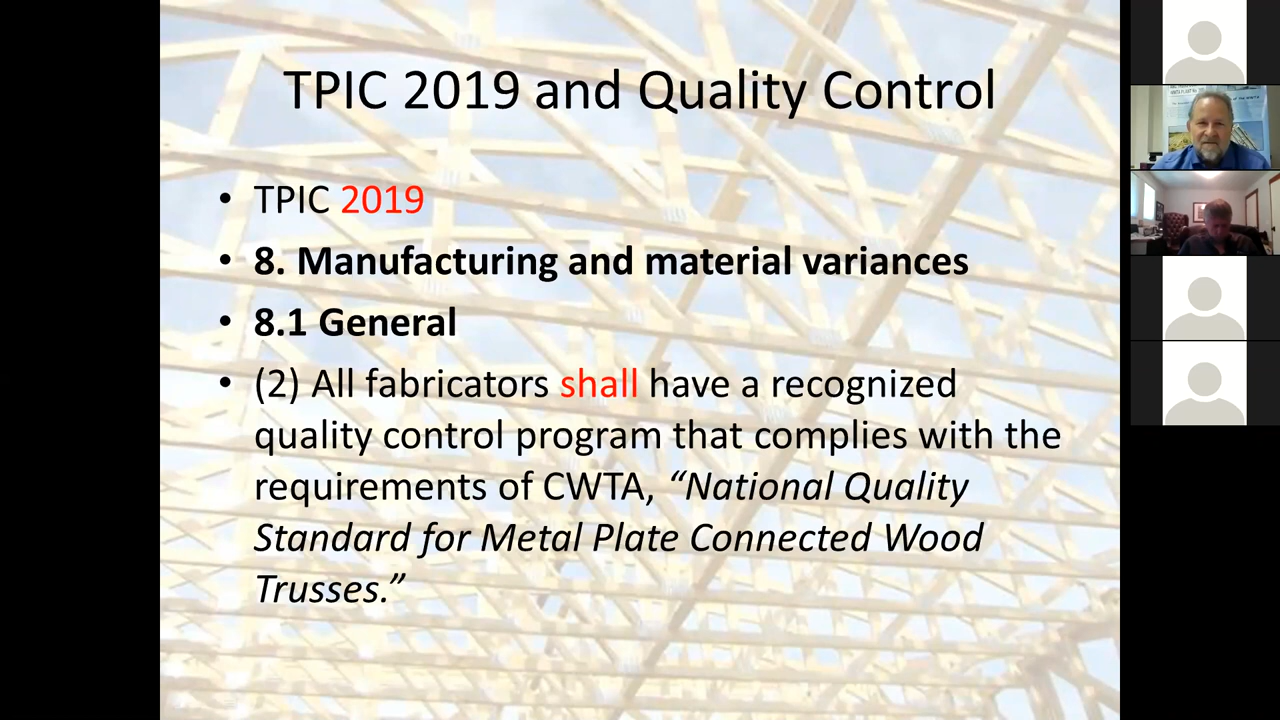 TPIC 2019 and Quality Control
• TPIC 2019
• 8. Manufacturing and material variances
• 8.1 General
• (2) All fabricators shall have a recognized
quality control program that complies with the
requirements of CWTA, “National Quality
Standard for Metal Plate Connected Wood
Trusses.”